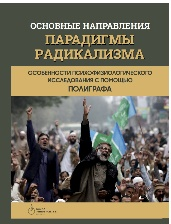 ОСНОВНЫЕ НАПРАВЛЕНИЯ
ПАРАДИГМЫ
РАДИКАЛИЗМА
ОСОБЕННОСТИ ПСИХОФИЗИОЛОГИЧЕСКОГО
ИССЛЕДОВАНИЯ С ПОМОЩЬЮ
ПОЛИГРАФА